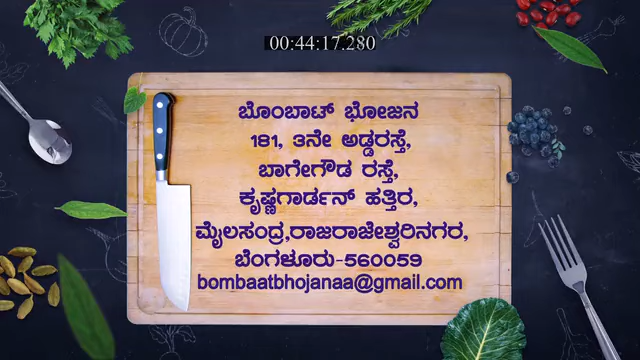 00:44:17.280
ಬೊಂಬಾಟ್ ಭೋಜನ
181, 3ನೇ ಅಡ್ಡರಸ್ತೆ,
ಬಾಗೇಗೌಡ ರಸ್ತೆ,
ಕೃಷ್ಣಗಾರ್ಡನ್ ಹತ್ತಿರ,
ಮೈಲಸಂದ್ರ,ರಾಜರಾಜೇಶ್ವರಿನಗರ,
ಬೆಂಗಳೂರು-560059
bombaatbhojanaa@gmail.com